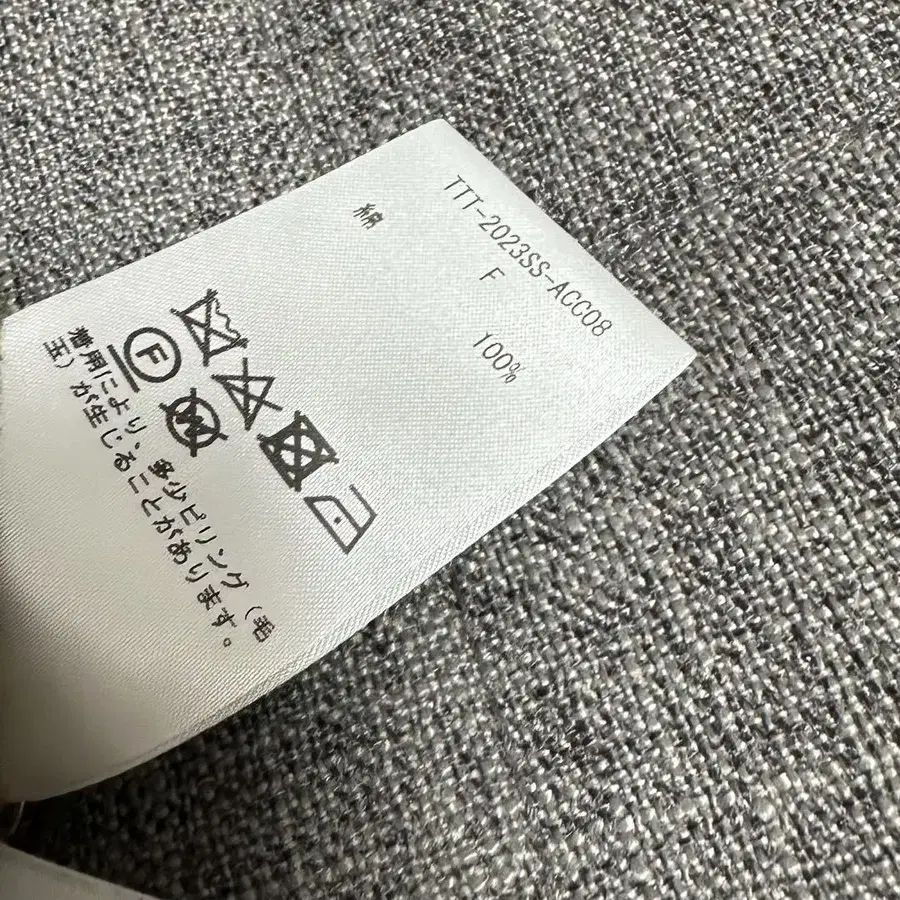 TTT-2023SS-ACC08
F
綿 100%
F
W
着用により、多少ピリング（毛
玉）が生じることがあります。